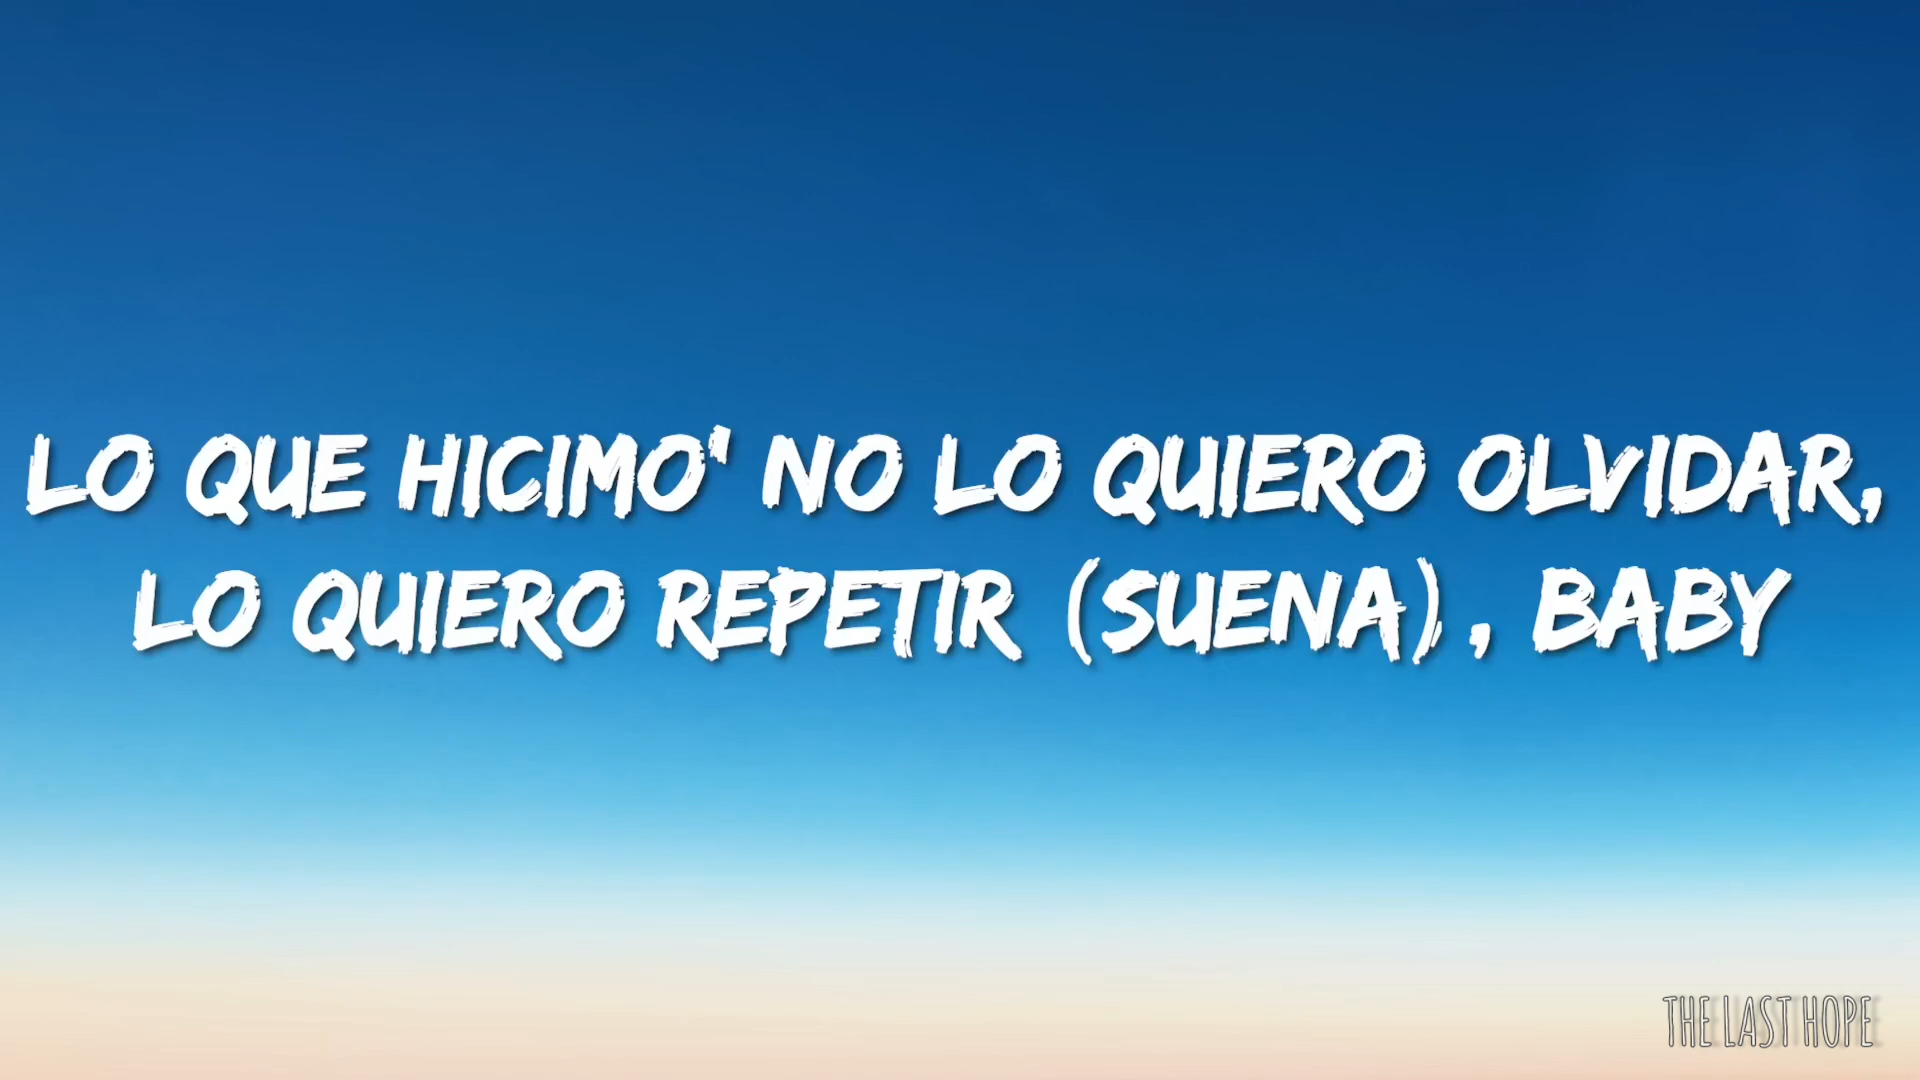 LO QUE HICIMO' NO LO QUIERO OLVIDAR,
LO QUIERO REPETIR (SUENA), BABY
THE LAST HOPE